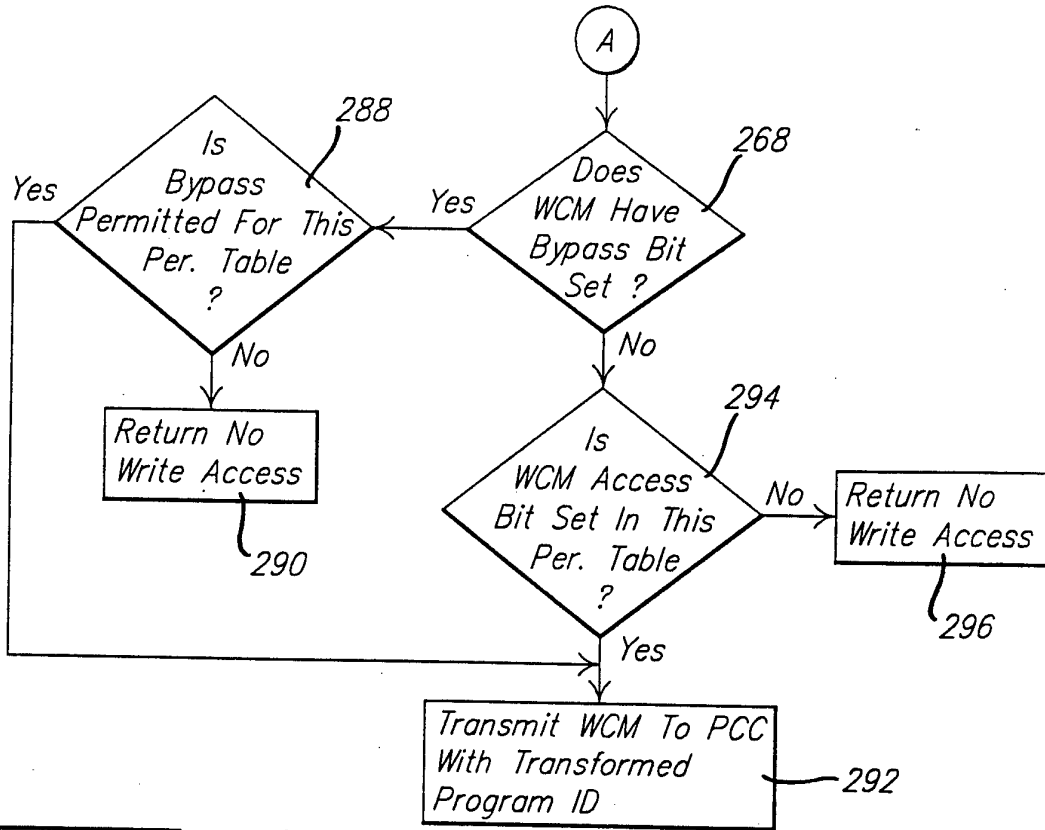 A
288
Is
Bypass
Permitted For This
Per. Table
?
Yes
No
Return No
Write Access
290
268
Does
WCM Have
Bypass Bit
Set ?
Yes
No
294
Is
WCM Access
Bit Set In This
Per. Table
?
No
Return No
Write Access
296
Yes
Transmit WCM To PCC
With Transformed
Program ID
292